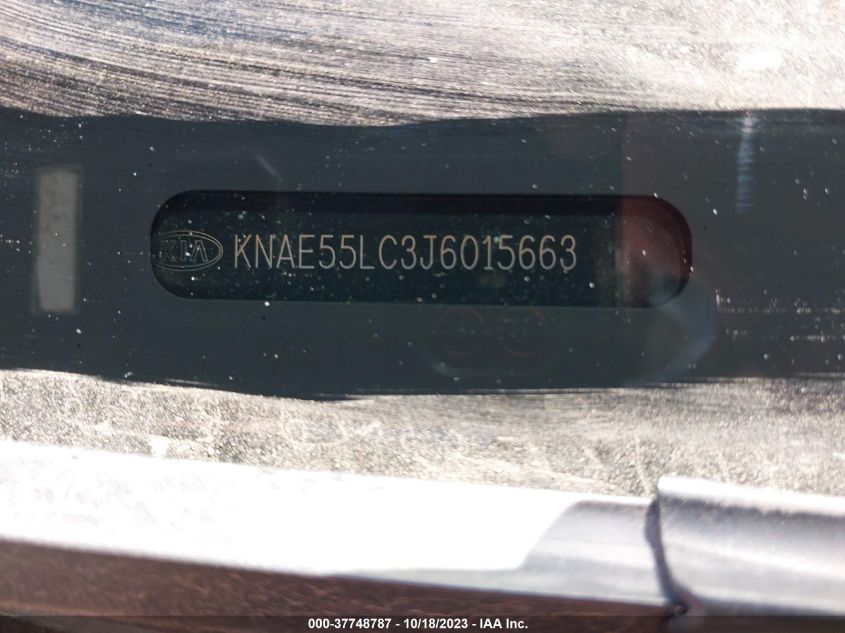 KIA KNAE55LC3J6015663
000-37748787 - 10/18/2023 - IAA Inc.